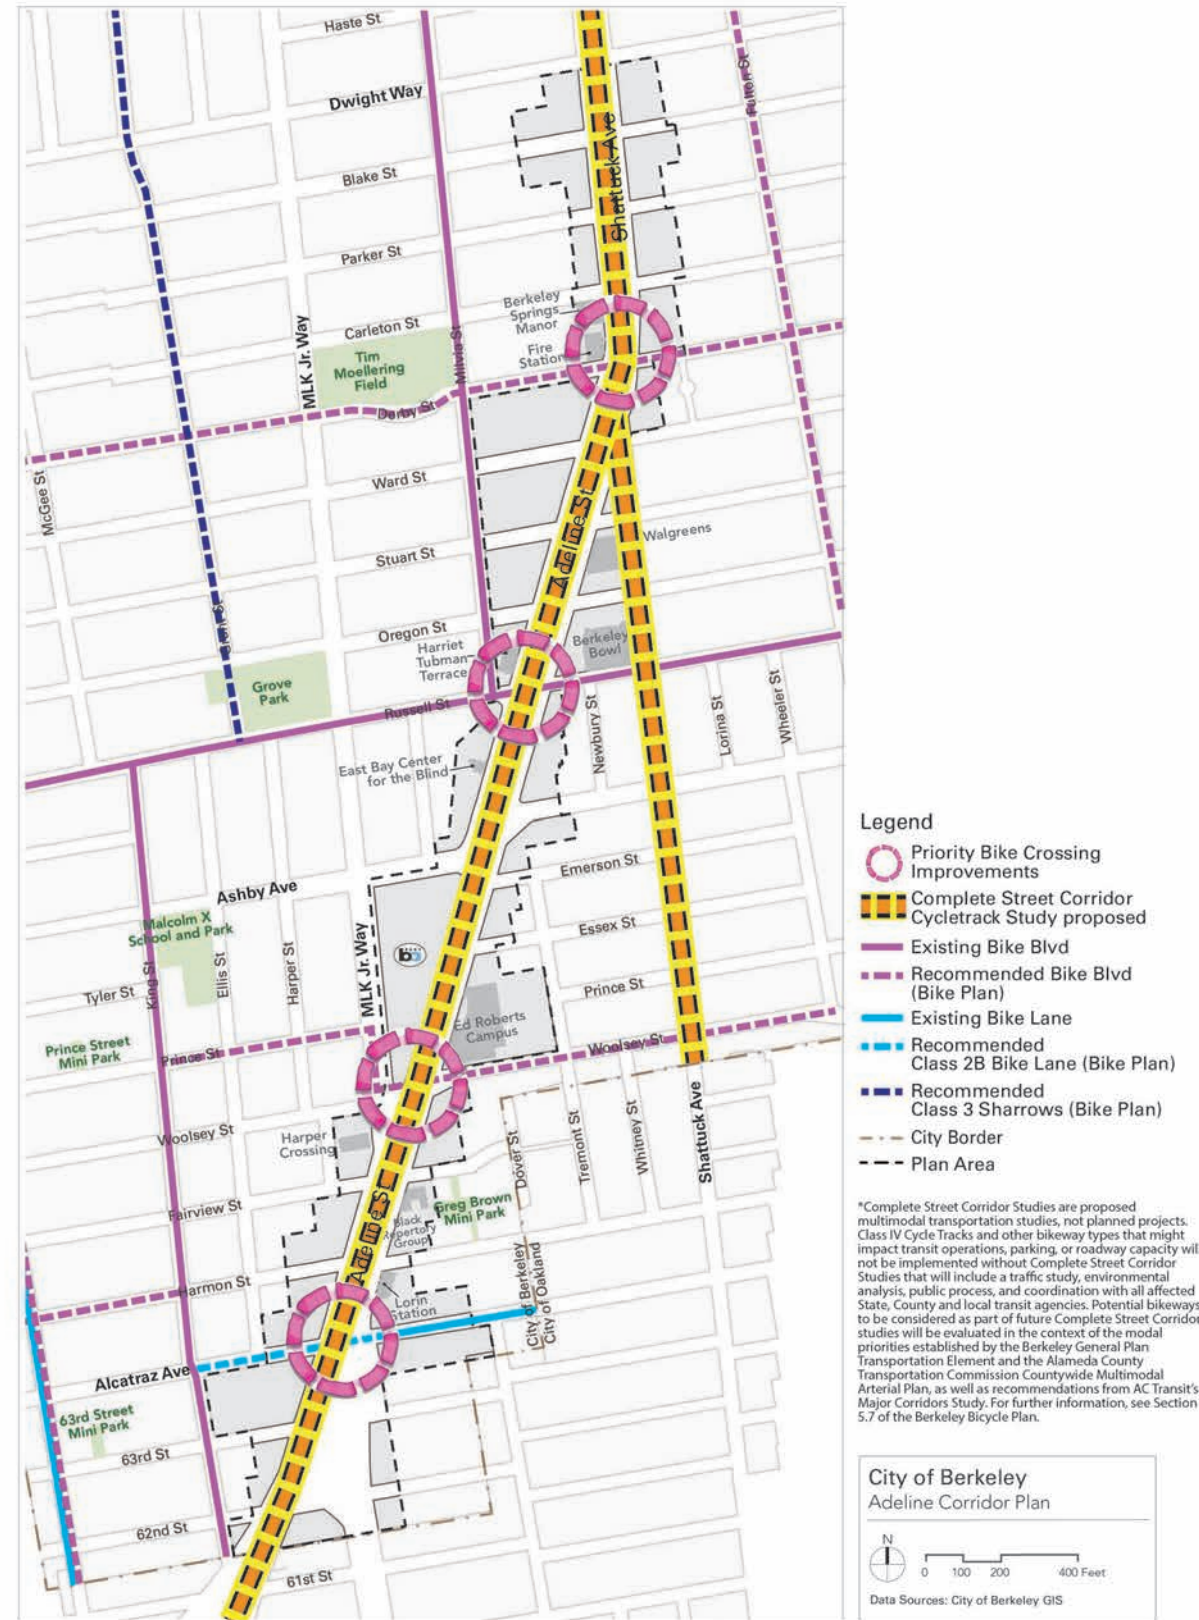 Haste St
Dwight Way
Fulton St
Shattuck Ave
Blake St
Parker St
Berkeley
Springs
Manor
Carleton St
MLK Jr. Way
Tim
Moellering
Field
Milvia St
Fire
Station
Derby St
McGee St
Ward St
Adeline St
Walgreens
Stuart St
Grant St
Oregon St
Harriet
Tubman
Terrace
Berkeley
Bowl
Grove
Park
Russell St
Newbury St
Lorina St
Wheeler St
East Bay Center
for the Blind
Emerson St
Ashby Ave
Malcolm X
School and Park
MLK Jr. Way
Essex St
King St
Ellis St
Harper St
Tyler St
Prince St
Ed Roberts
Campus
Prince Street
Mini Park
Prince St
Woolsey St
Woolsey St
Harper
Crossing
Dover St
Tremont St
Whitney St
Shattuck Ave
Fairview St
Adeline St
Black
Repertory
Group
Greg Brown
Mini Park
Harmon St
Lorin
Station
City of Berkeley
City of Oakland
Alcatraz Ave
63rd Street
Mini Park
63rd St
62nd St
61st St
Legend
Priority Bike Crossing
Improvements
Complete Street Corridor
Cycletrack Study proposed
Existing Bike Blvd
Recommended Bike Blvd
(Bike Plan)
Existing Bike Lane
Recommended
Class 2B Bike Lane (Bike Plan)
Recommended
Class 3 Sharrows (Bike Plan)
City Border
Plan Area
*Complete Street Corridor Studies are proposed
multimodal transportation studies, not planned projects.
Class IV Cycle Tracks and other bikeway types that might
impact transit operations, parking, or roadway capacity will
not be implemented without Complete Street Corridor
Studies that will include a traffic study, environmental
analysis, public process, and coordination with all affected
State, County and local transit agencies. Potential bikeways
to be considered as part of future Complete Street Corridor
studies will be evaluated in the context of the modal
priorities established by the Berkeley General Plan
Transportation Element and the Alameda County
Transportation Commission Countywide Multimodal
Arterial Plan, as well as recommendations from AC Transit's
Major Corridors Study. For further information, see Section
5.7 of the Berkeley Bicycle Plan.
City of Berkeley
Adeline Corridor Plan
N
0 100 200 400 Feet
Data Sources: City of Berkeley GIS